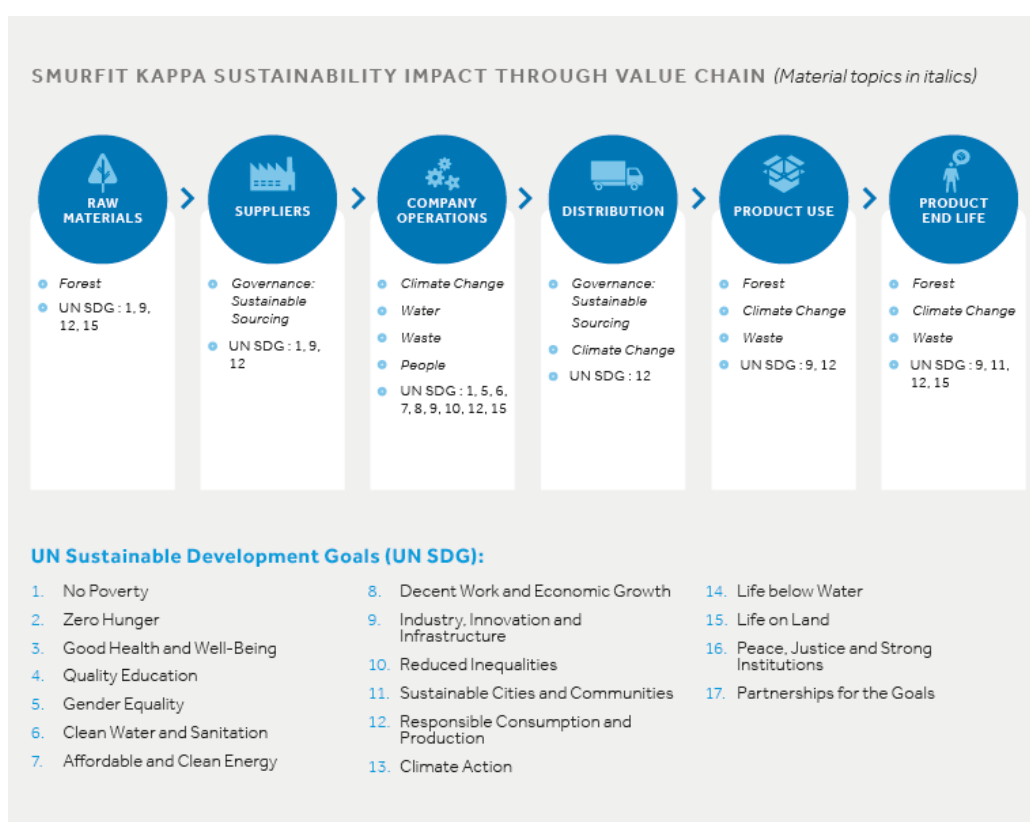 SMURFIT KAPPA SUSTAINABILITY IMPACT THROUGH VALUE CHAIN (Material topics in italics)
RAW
MATERIALS
Forest
UN SDG : 1, 9,
12, 15
SUPPLIERS
Governance:
Sustainable
Sourcing
UN SDG : 1, 9,
12
COMPANY
OPERATIONS
Climate Change
Water
Waste
People
UN SDG : 1, 5, 6,
7, 8, 9, 10, 12, 15
DISTRIBUTION
Governance:
Sustainable
Sourcing
Climate Change
UN SDG : 12
PRODUCT USE
Forest
Climate Change
Waste
UN SDG : 9, 12
PRODUCT
END LIFE
Forest
Climate Change
Waste
UN SDG : 9, 11,
12, 15
UN Sustainable Development Goals (UN SDG):
1. No Poverty
2. Zero Hunger
3. Good Health and Well-Being
4. Quality Education
5. Gender Equality
6. Clean Water and Sanitation
7. Affordable and Clean Energy
8. Decent Work and Economic Growth
9. Industry, Innovation and
Infrastructure
10. Reduced Inequalities
11. Sustainable Cities and Communities
12. Responsible Consumption and
Production
13. Climate Action
14. Life below Water
15. Life on Land
16. Peace, Justice and Strong
Institutions
17. Partnerships for the Goals